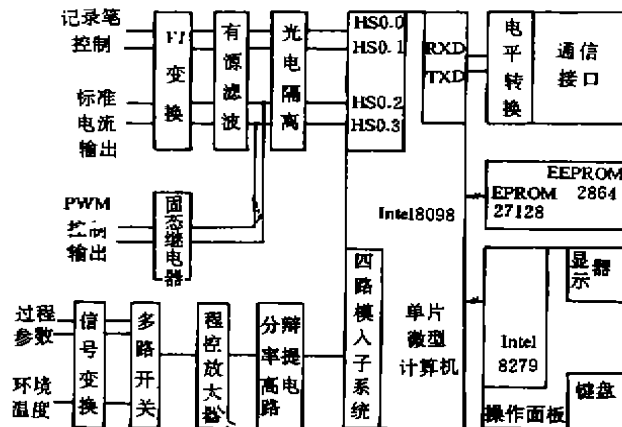 记录笔
控制
标准
电流
输出
VI变换
有源滤波
光电隔离
HS0.0
HS0.1
HS0.2
HS0.3
RXD
TXD
电平转换
通信
接口
PWM
控制
输出
固态继电器
Intel8098
单片
微型
计算机
EEPROM
EPROM 2864
27128
过程
参数
环境
温度
信号变换
多路开关
程控放大器
分辩率提高电路
四路模入子系统
Intel
8279
显示器
键盘
操作面板